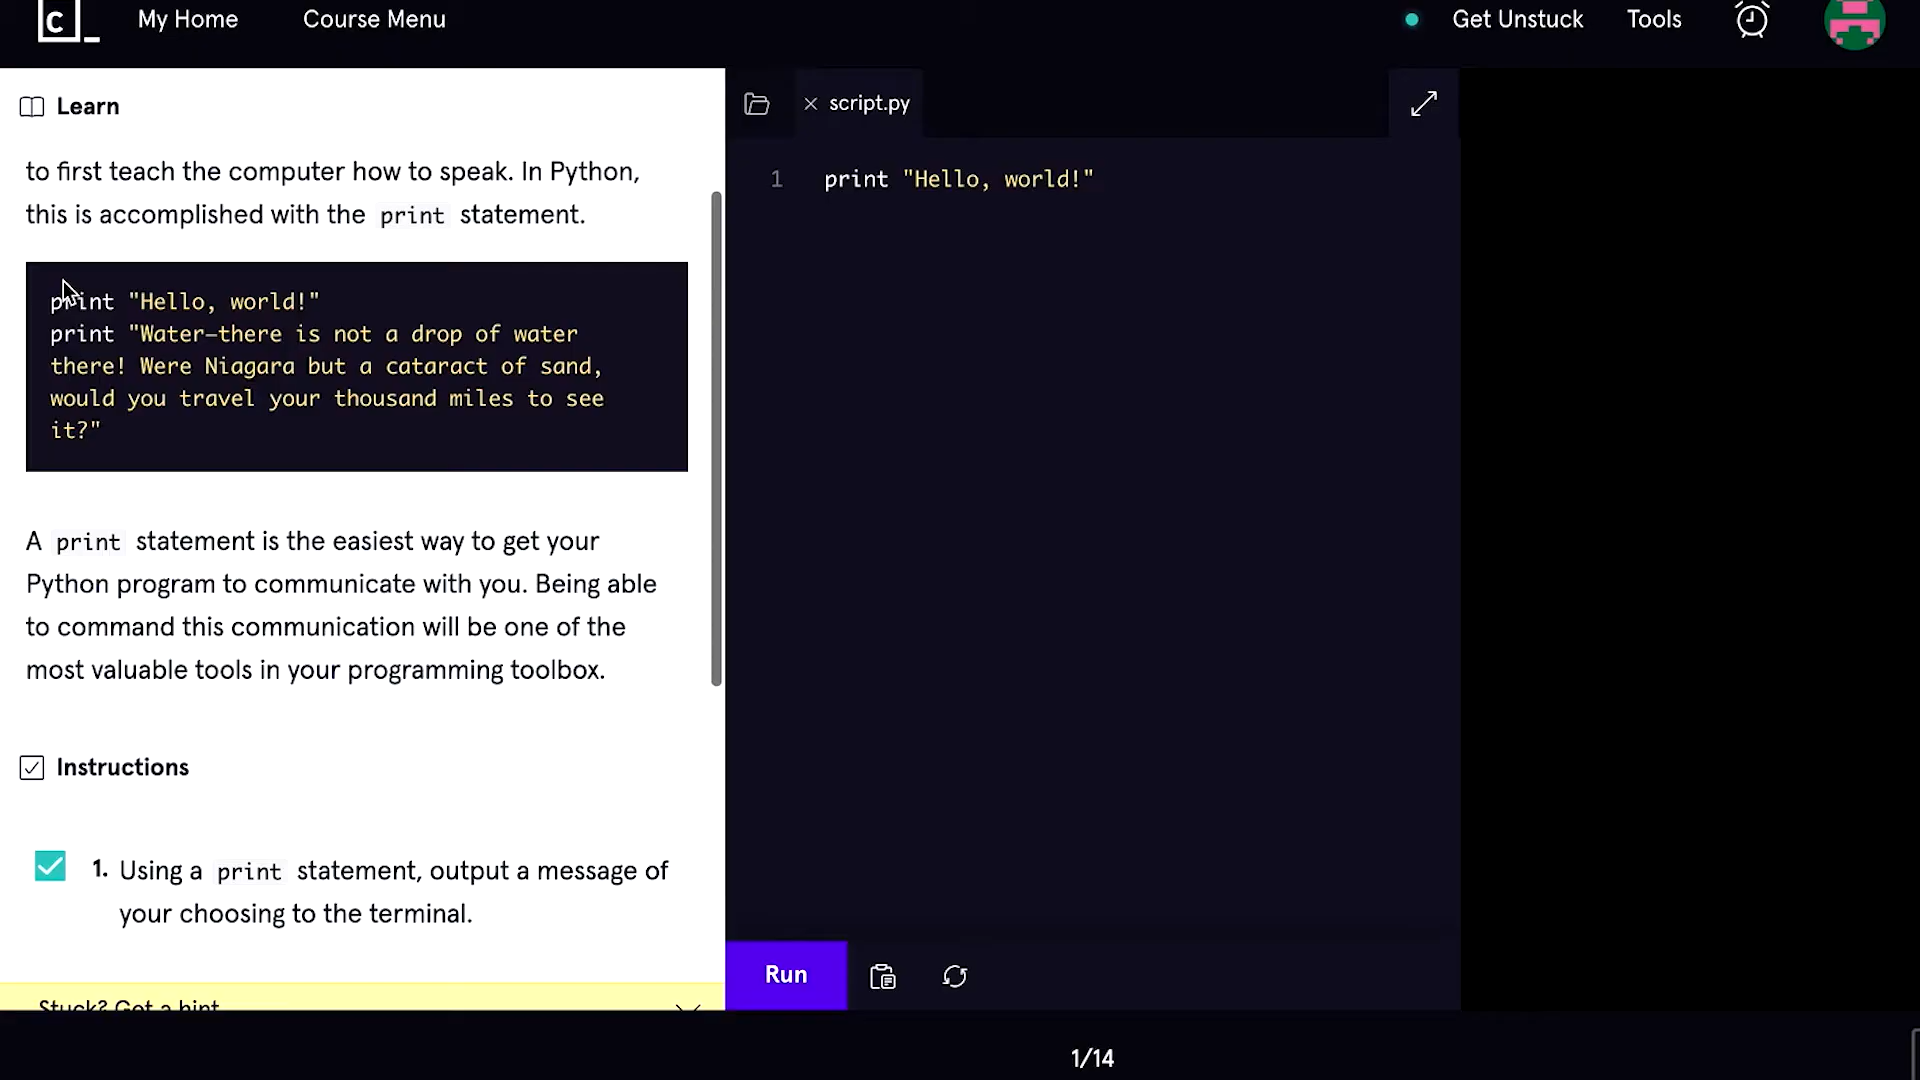 c_
My Home
Course Menu
Get Unstuck
Tools
Learn
to first teach the computer how to speak. In Python,
this is accomplished with the print statement.
print "Hello, world!"
print "Water—there is not a drop of water
there! Were Niagara but a cataract of sand,
would you travel your thousand miles to see
it?"
A print statement is the easiest way to get your
Python program to communicate with you. Being able
to command this communication will be one of the
most valuable tools in your programming toolbox.
Instructions
1. Using a print statement, output a message of
your choosing to the terminal.
Stuck? Get a hint
script.py
1 print "Hello, world!"
Run
1/14